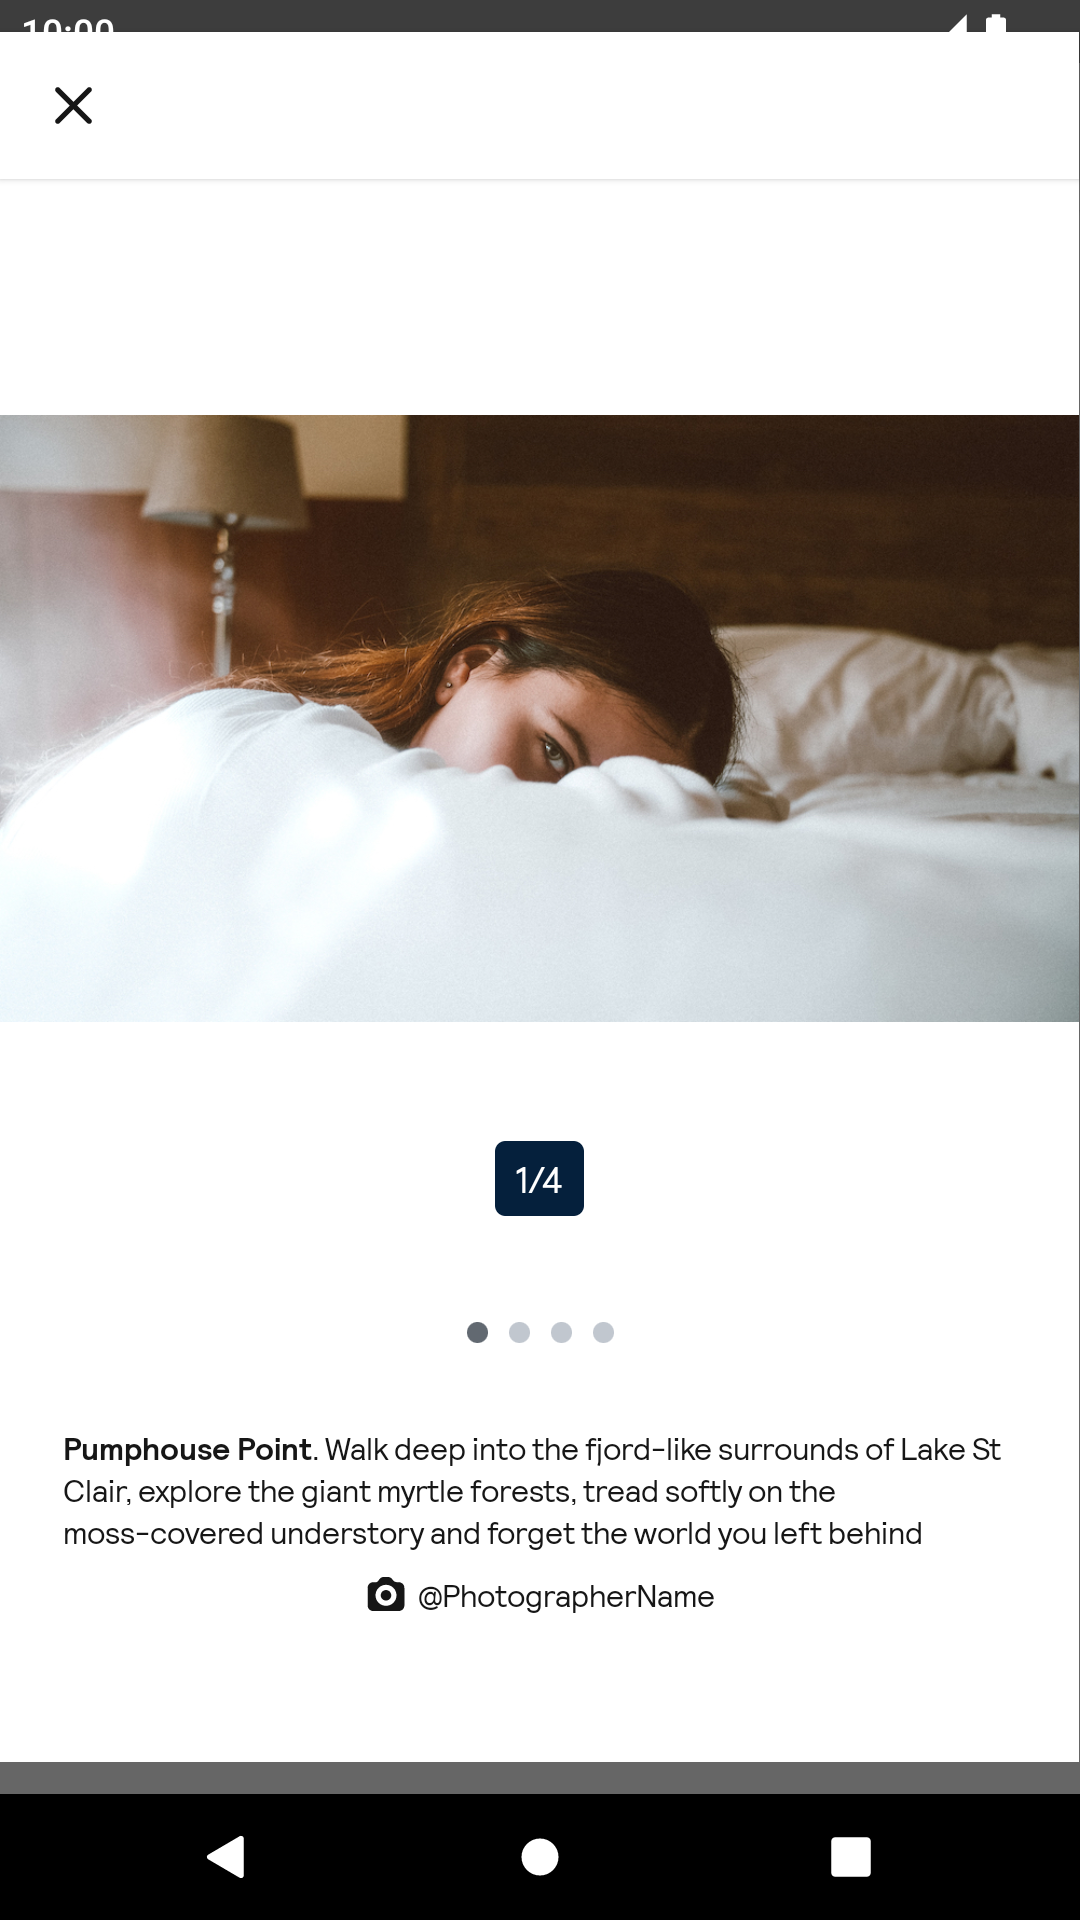 10:00
1/4
Pumphouse Point. Walk deep into the fjord-like surrounds of Lake St
Clair, explore the giant myrtle forests, tread softly on the
moss-covered understory and forget the world you left behind
@PhotographerName